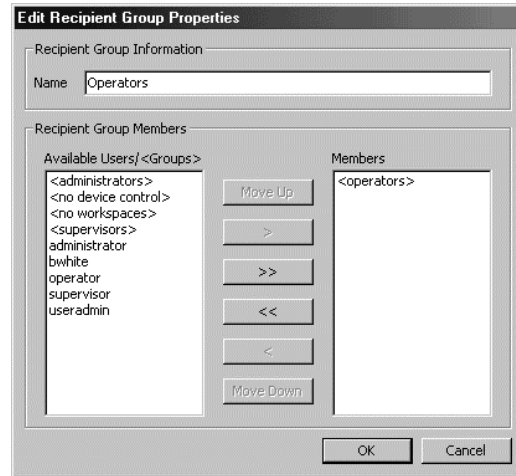 Edit Recipient Group Properties
Recipient Group Information
Name Operators
Recipient Group Members
Available Users/<Groups>
Members
<administrators>
<no device control>
<no workspaces>
<supervisors>
administrator
bwhite
operator
supervisor
useradmin
Move Up
>
>>
<<
<
Move Down
<operators>
OK Cancel